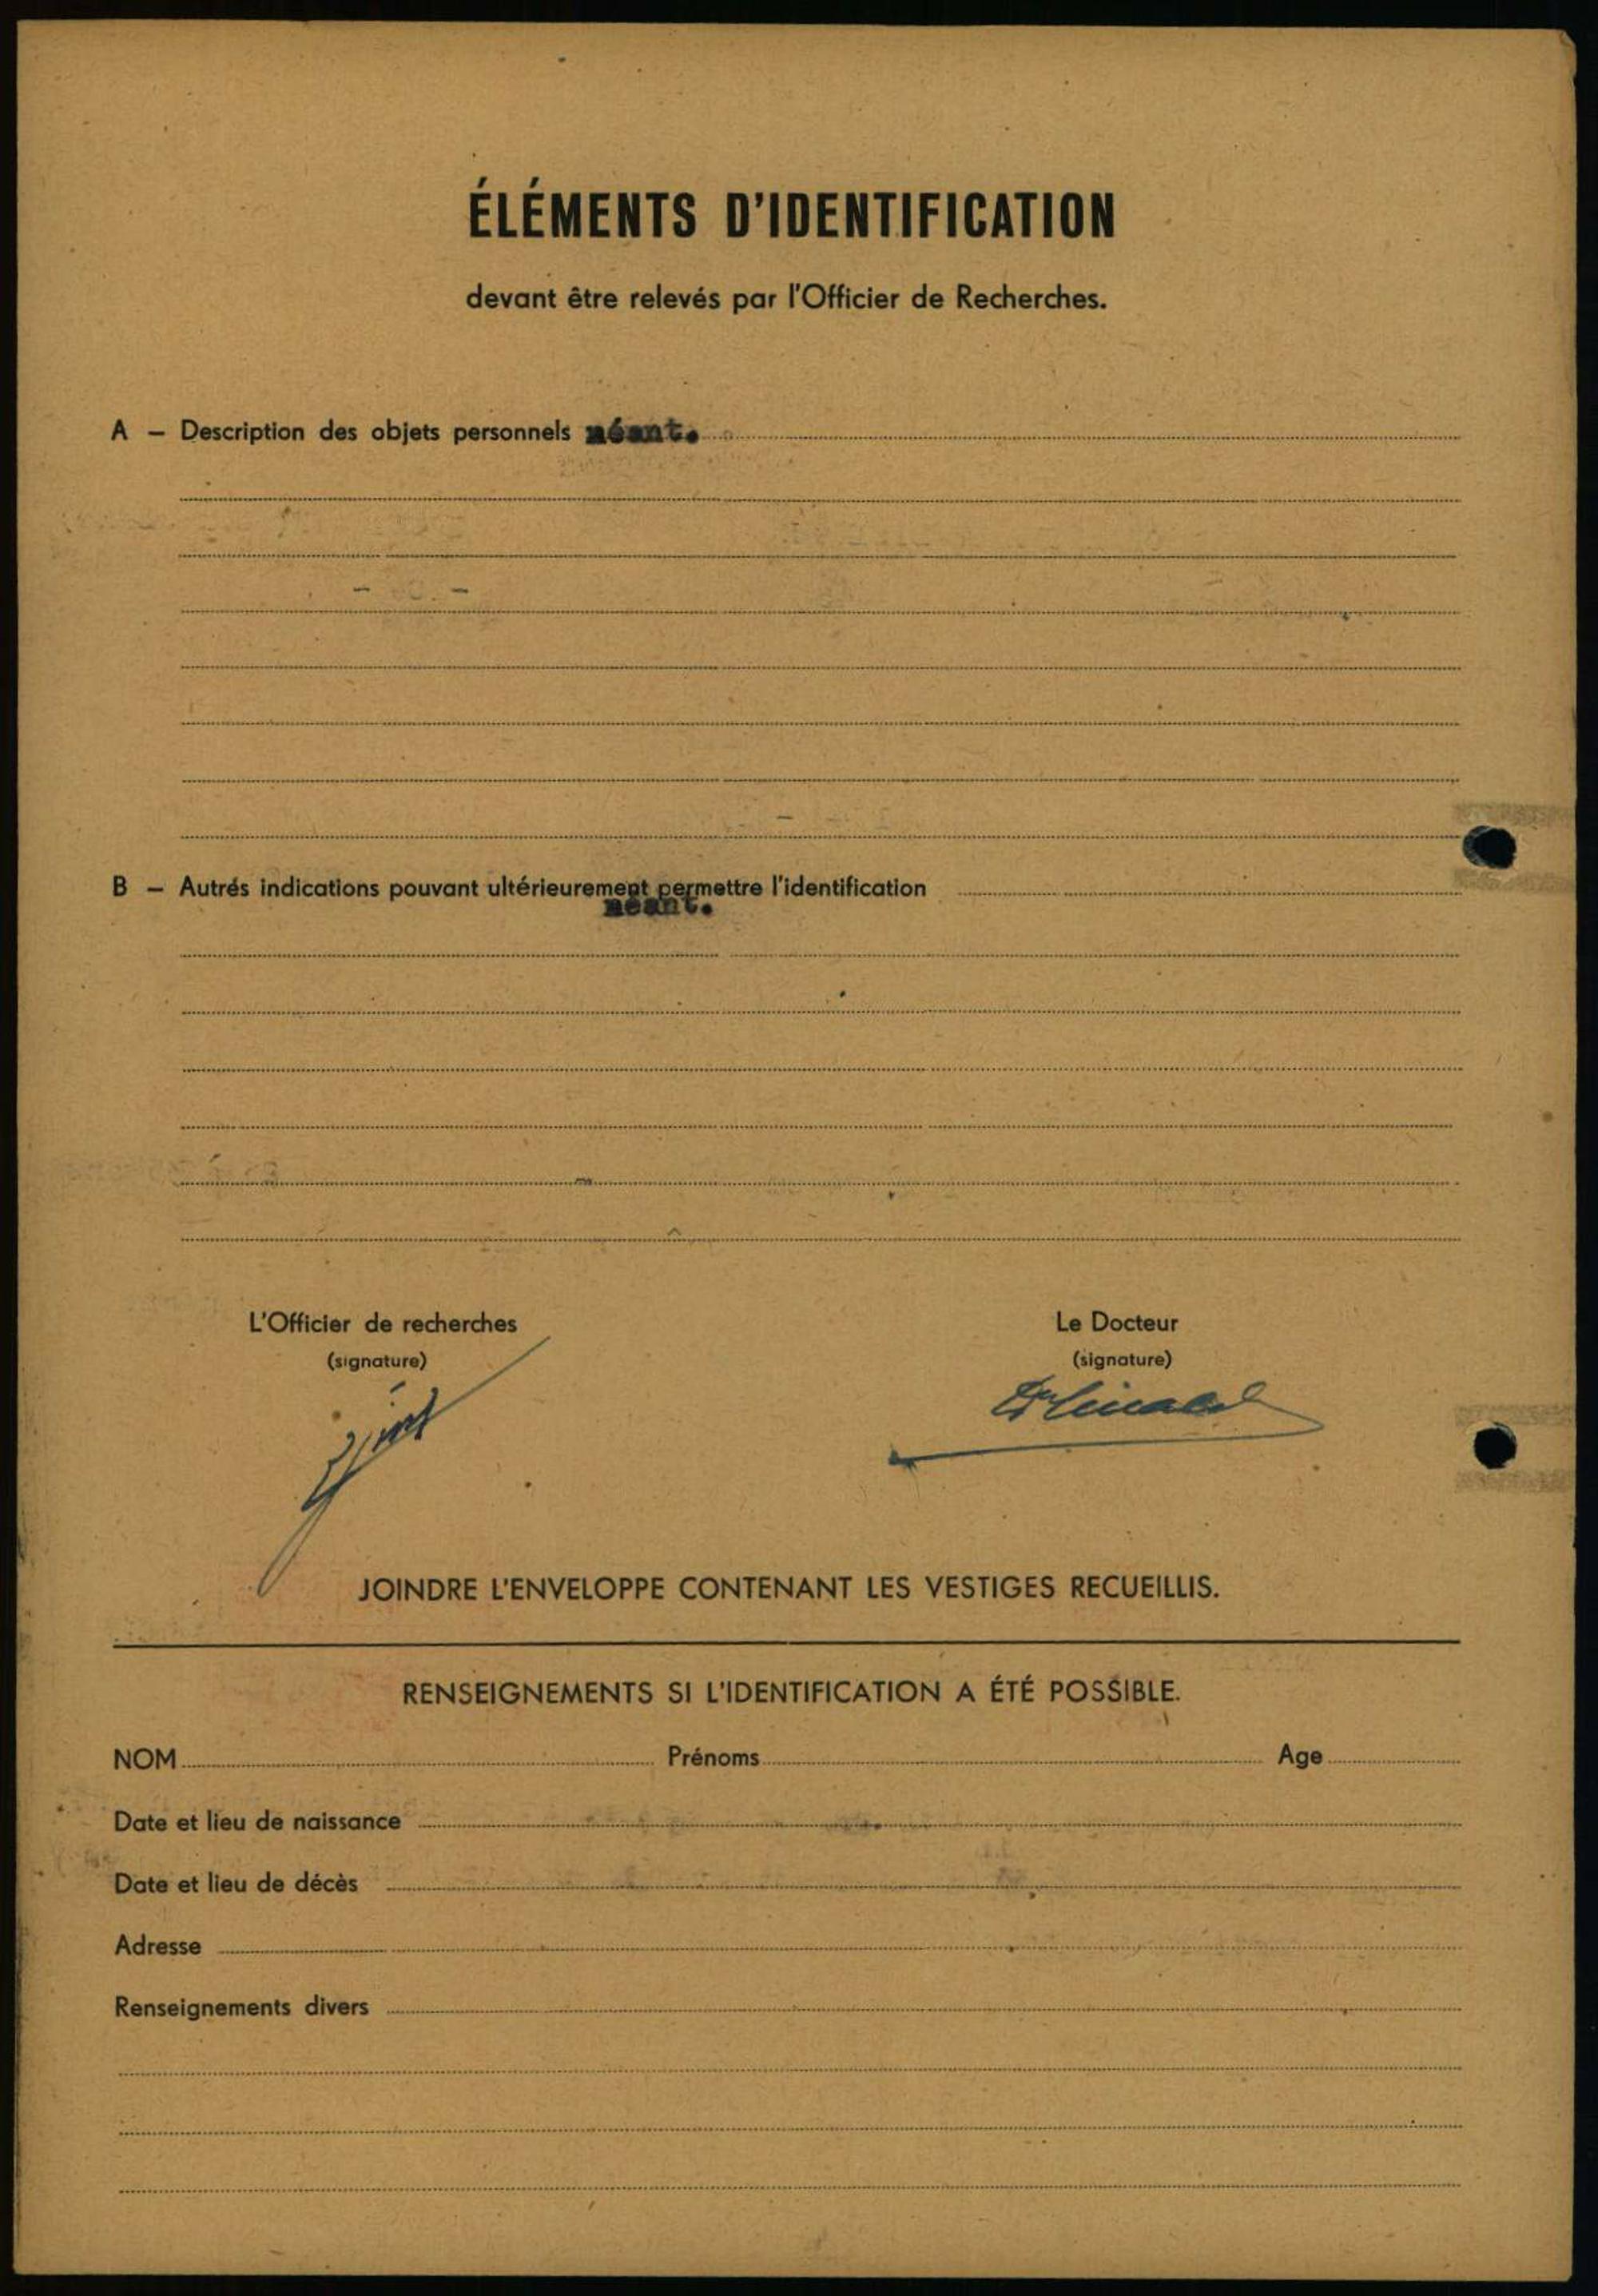 ÉLÉMENTS D'IDENTIFICATION
devant être relevés par l'Officier de Recherches.
A – Description des objets personnels néant.
B – Autrés indications pouvant ultérieurement permettre l'identification
néant.
L'Officier de recherches
(signature)
Le Docteur
(signature)
JOINDRE L'ENVELOPPE CONTENANT LES VESTIGES RECUEILLIS.
RENSEIGNEMENTS SI L'IDENTIFICATION A ÉTÉ POSSIBLE.
NOM Prénoms Age
Date et lieu de naissance
Date et lieu de décès
Adresse
Renseignements divers